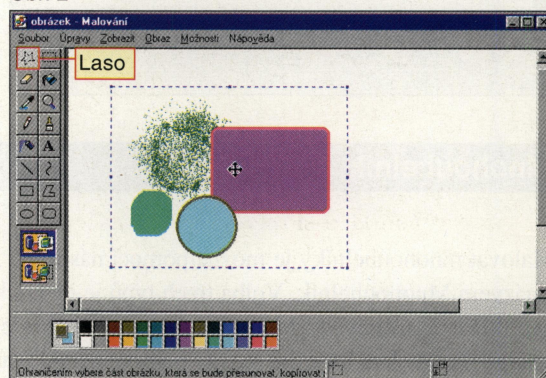 obrázek - Malování
Soubor Úpravy Zobrazit Obraz Možnosti Nápověda
Laso
A
Ohraničením vybere část obrázku, která se bude přesunovat, kopírovat